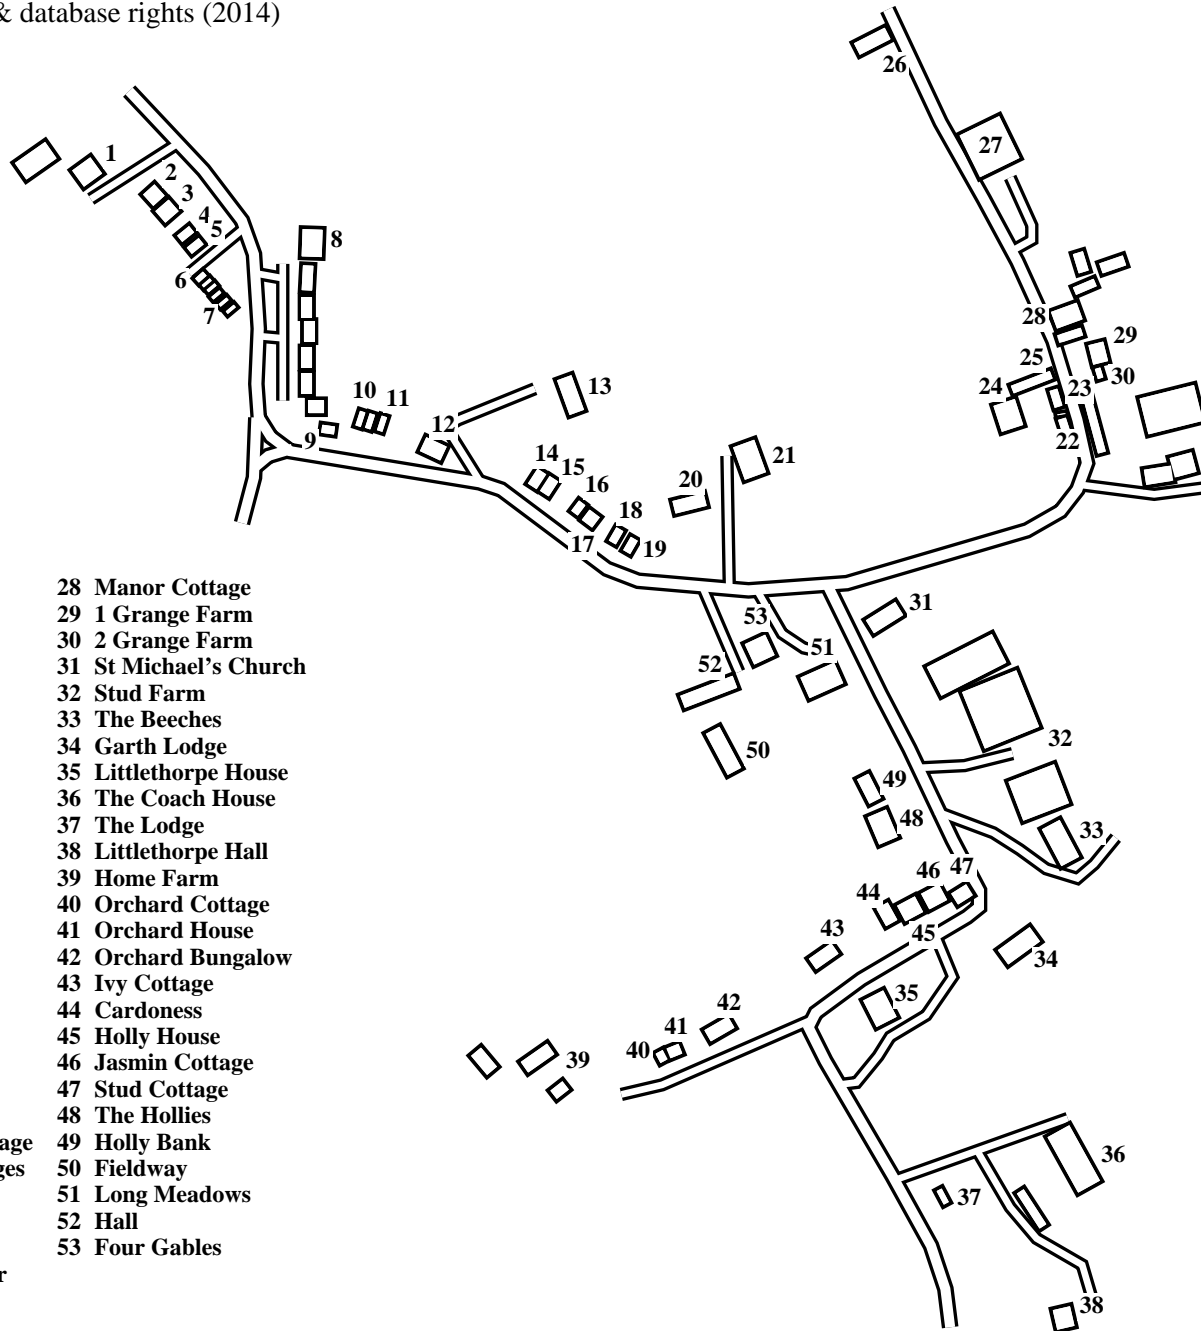 & database rights (2014)
26
27
1
2
3
4
5
8
6
7
28
29
25
30
24
23
13
10
11
12
22
9
14
15
21
20
16
18
17
19
28 Manor Cottage
29 1 Grange Farm
30 2 Grange Farm
31 St Michael's Church
32 Stud Farm
33 The Beeches
34 Garth Lodge
35 Littlethorpe House
36 The Coach House
37 The Lodge
38 Littlethorpe Hall
39 Home Farm
40 Orchard Cottage
41 Orchard House
42 Orchard Bungalow
43 Ivy Cottage
44 Cardoness
45 Holly House
46 Jasmin Cottage
47 Stud Cottage
48 The Hollies
age 49 Holly Bank
ges 50 Fieldway
51 Long Meadows
52 Hall
53 Four Gables
r
31
53
51
52
32
50
49
48
33
46
47
44
45
43
34
35
42
41
40
39
36
37
38